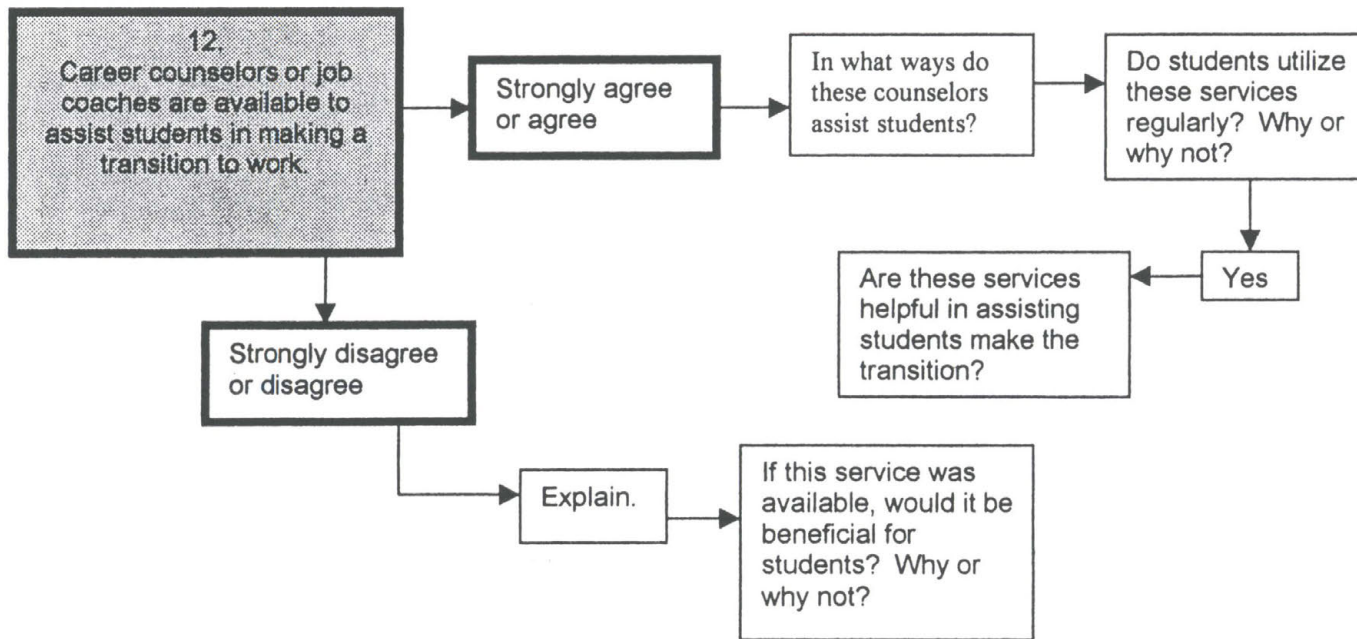 12.
Career counselors or job
coaches are available to
assist students in making a
transition to work.
Strongly agree
or agree
In what ways do
these counselors
assist students?
Do students utilize
these services
regularly? Why or
why not?
Yes
Are these services
helpful in assisting
students make the
transition?
Strongly disagree
or disagree
Explain.
If this service was
available, would it be
beneficial for
students? Why or
why not?